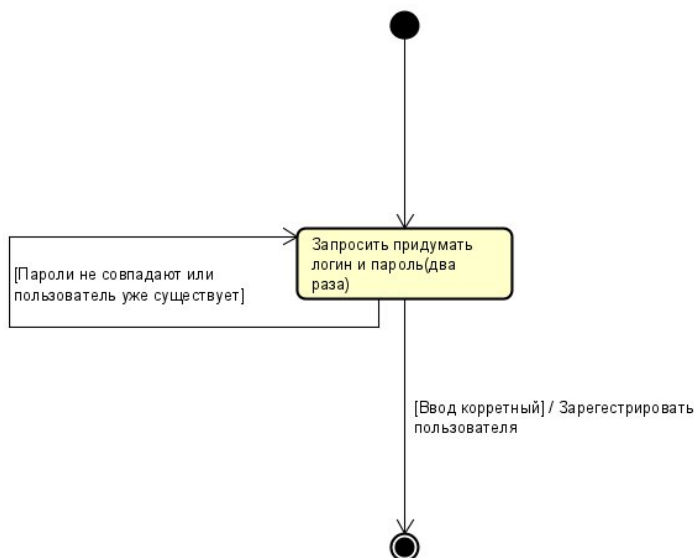 Запросить придумать
логин и пароль(два
раза)
[Пароли не совпадают или
пользователь уже существует]
[Ввод корретный] / Зарегестрировать
пользователя